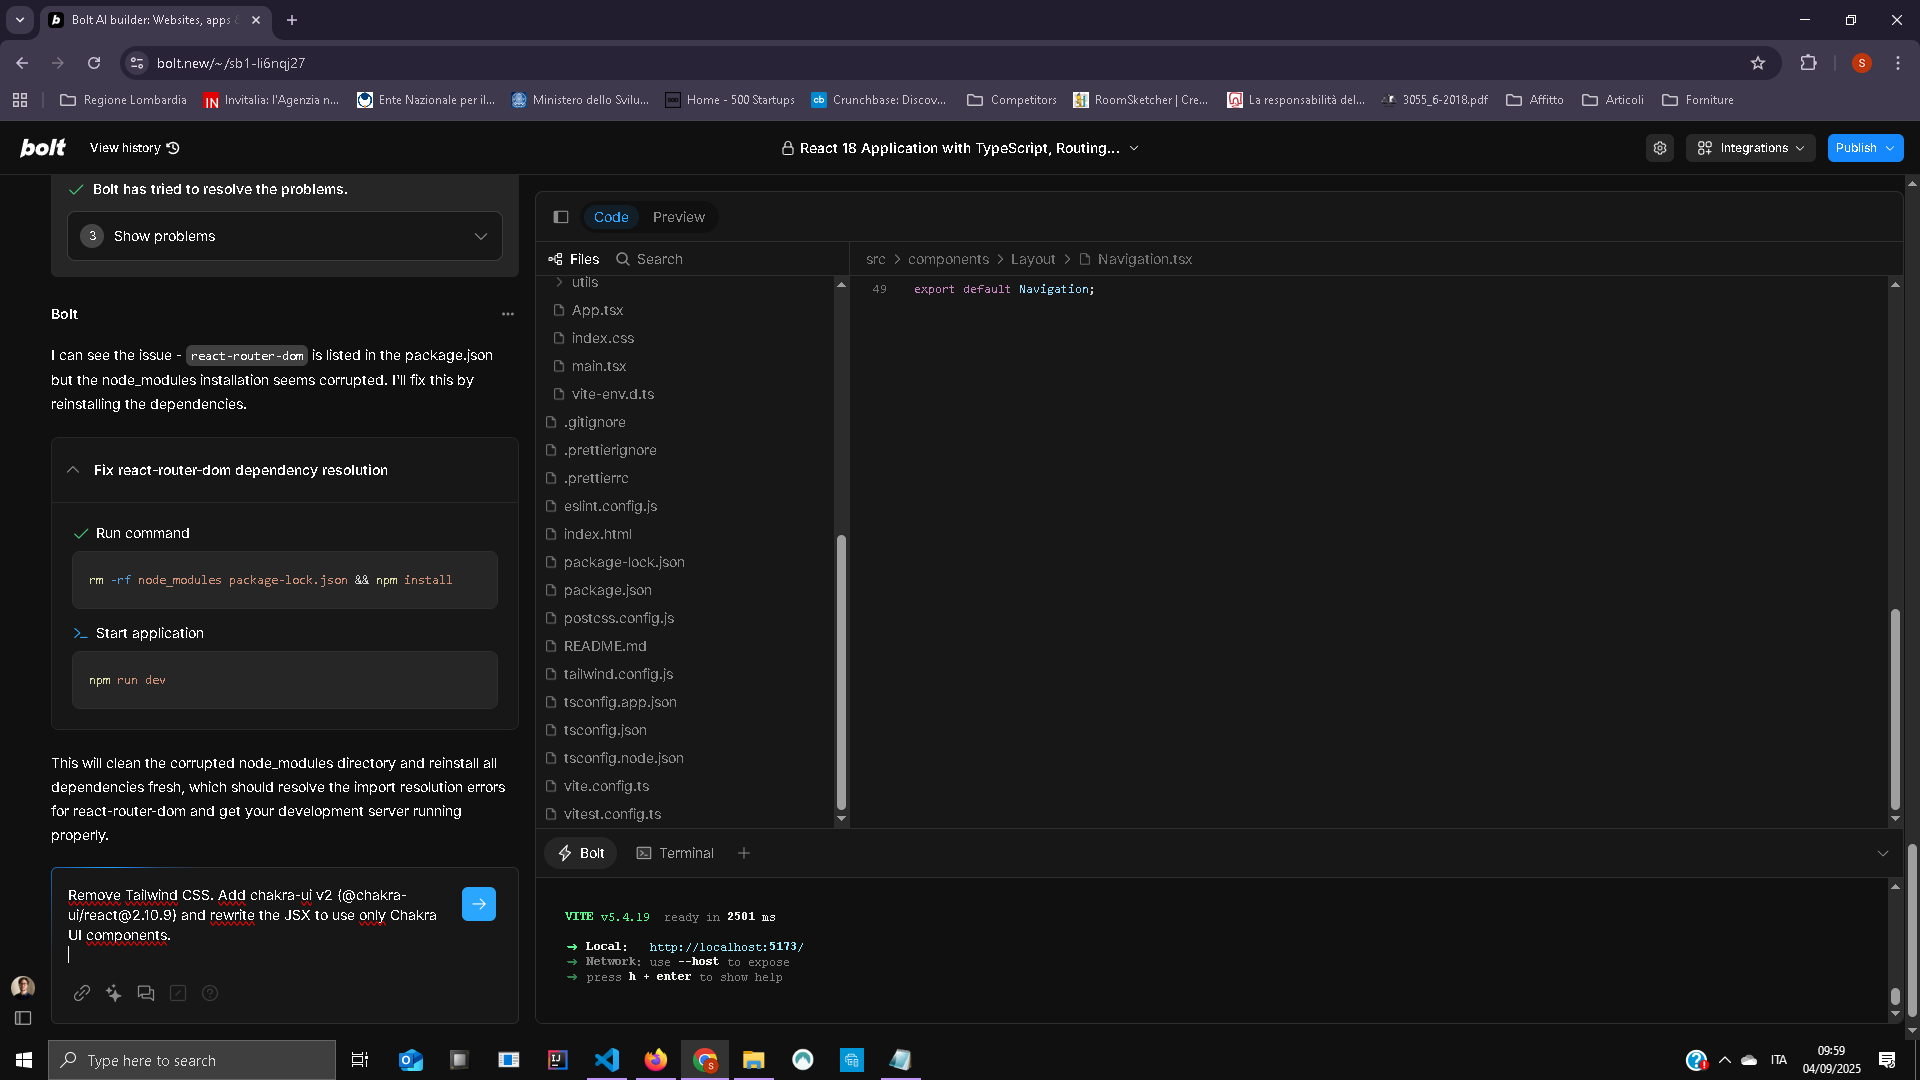 Bolt AI builder: Websites, apps &
bolt.new/~/sb1-li6nqj27
S
Regione Lombardia
Invitalia: l'Agenzia n...
Ente Nazionale per il...
Ministero dello Svilu...
Home - 500 Startups
Crunchbase: Discov...
Competitors
RoomSketcher | Cre...
La responsabilità del...
3055_6-2018.pdf
Affitto
Articoli
Forniture
bolt
View history
React 18 Application with TypeScript, Routing...
Integrations
Publish
Bolt has tried to resolve the problems.
3 Show problems
Bolt
I can see the issue - react-router-dom is listed in the package.json
but the node_modules installation seems corrupted. I'll fix this by
reinstalling the dependencies.
Fix react-router-dom dependency resolution
Run command
rm -rf node_modules package-lock.json && npm install
Start application
npm run dev
This will clean the corrupted node_modules directory and reinstall all
dependencies fresh, which should resolve the import resolution errors
for react-router-dom and get your development server running
properly.
Remove Tailwind CSS. Add chakra-ui v2 (@chakra-
ui/react@2.10.9) and rewrite the JSX to use only Chakra
UI components.
Code
Preview
Files
Search
utils
App.tsx
index.css
main.tsx
vite-env.d.ts
.gitignore
.prettierignore
.prettierrc
eslint.config.js
index.html
package-lock.json
package.json
postcss.config.js
README.md
tailwind.config.js
tsconfig.app.json
tsconfig.json
tsconfig.node.json
vite.config.ts
vitest.config.ts
src > components > Layout > Navigation.tsx
49 export default Navigation;
Bolt
Terminal
VITE v5.4.19 ready in 2501 ms
➜ Local: http://localhost:5173/
➜ Network: use --host to expose
➜ press h + enter to show help
Type here to search
ITA
09:59
04/09/2025